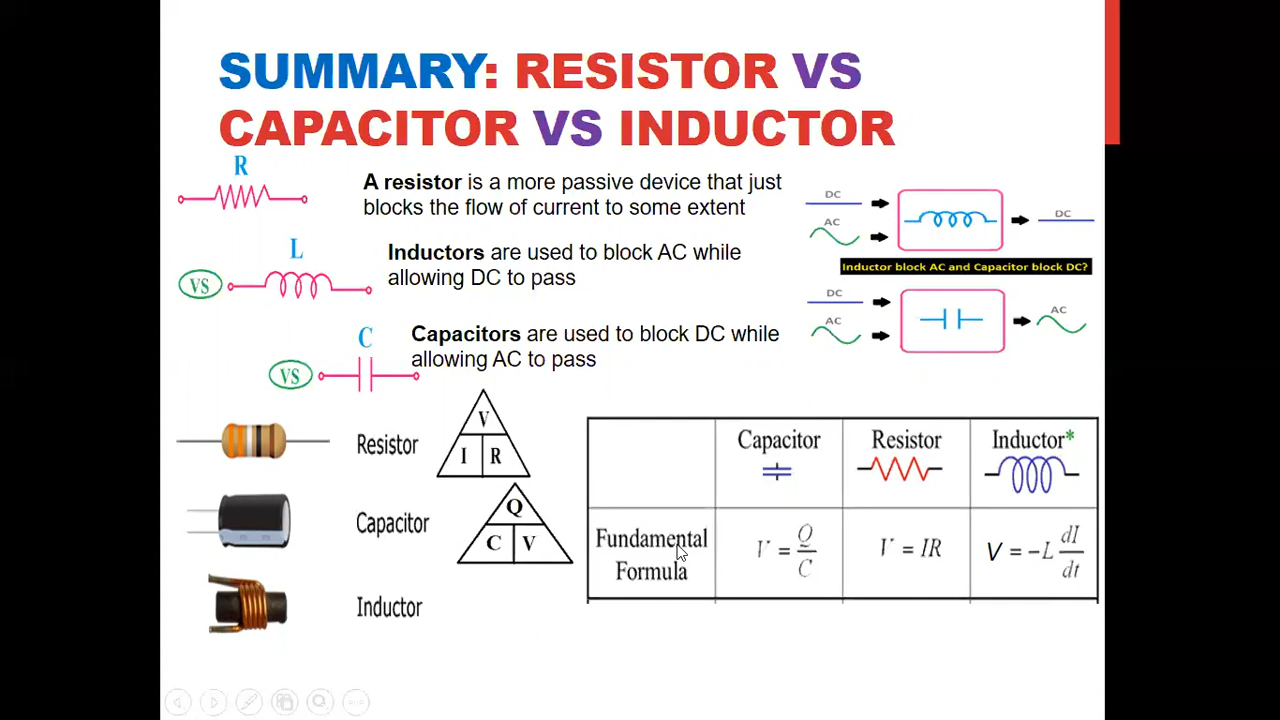 SUMMARY: RESISTOR VS
CAPACITOR VS INDUCTOR
R
A resistor is a more passive device that just
blocks the flow of current to some extent
L
VS
Inductors are used to block AC while
allowing DC to pass
C
VS
Capacitors are used to block DC while
allowing AC to pass
DC
AC
DC
Inductor block AC and Capacitor block DC?
DC
AC
AC
Resistor
V
I R
Capacitor
Q
C V
Inductor
Capacitor Resistor Inductor*
Fundamental
Formula
V = Q/C
V = IR
V = -L dI/dt